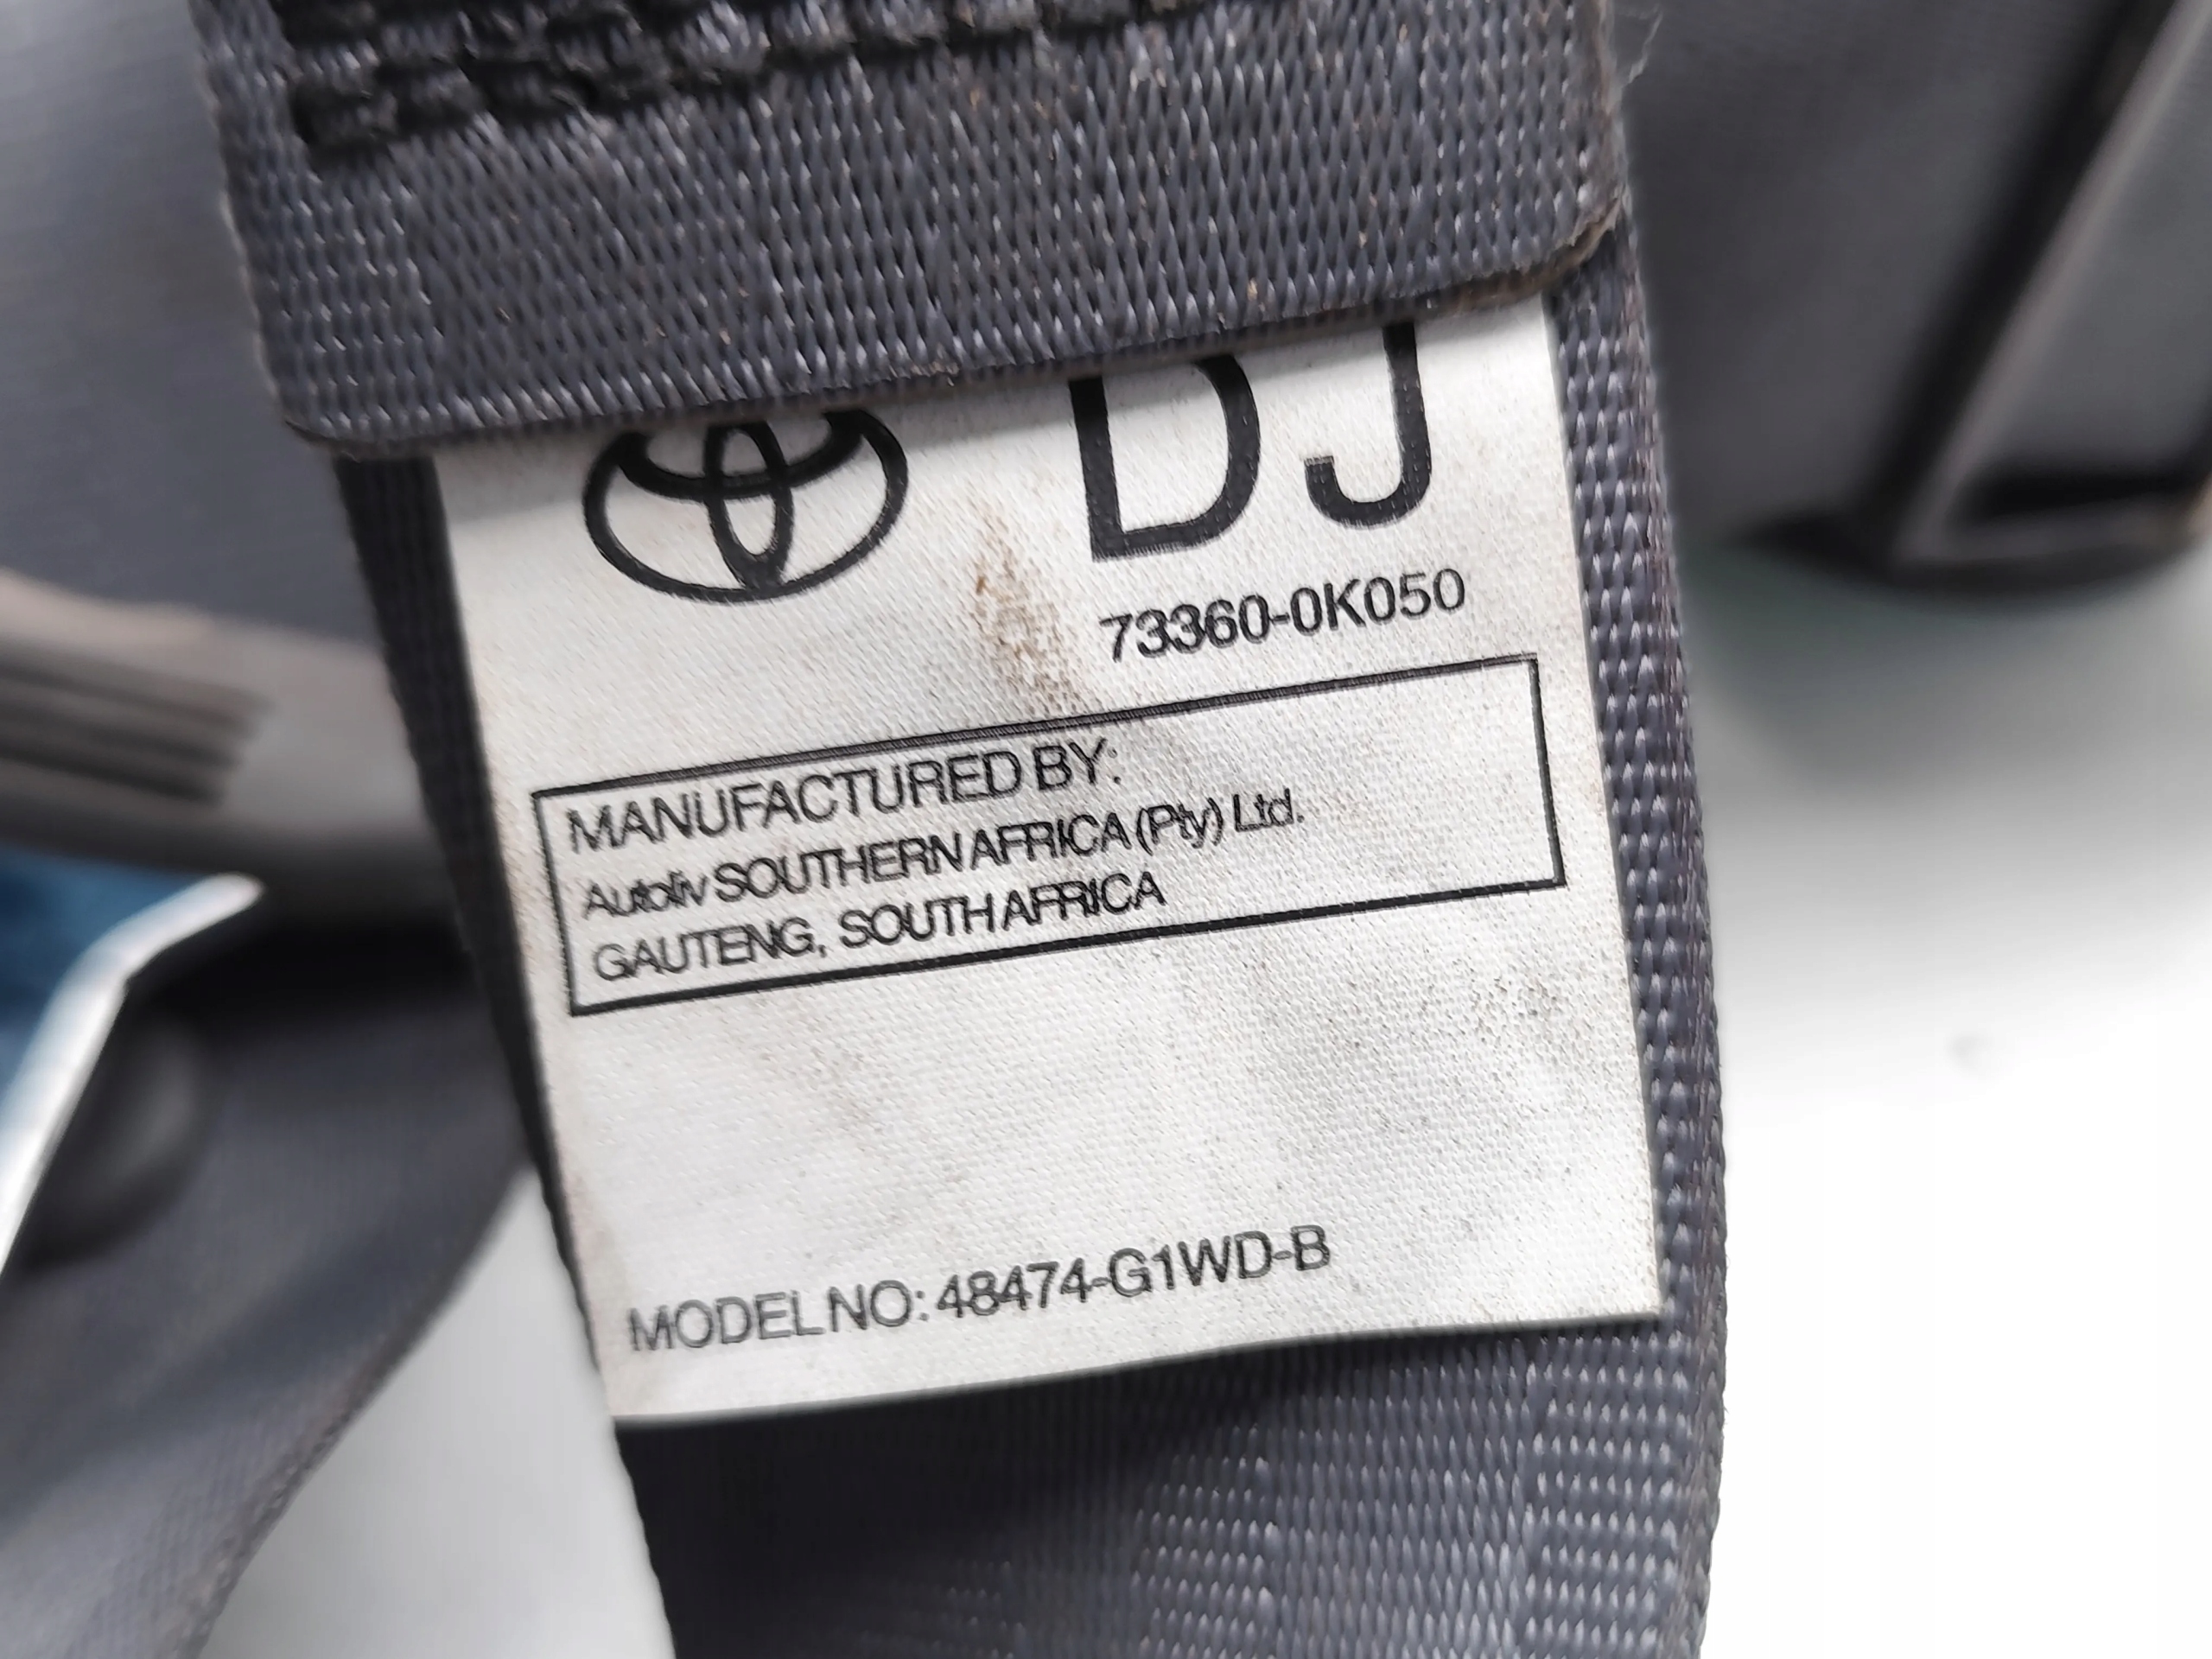 DJ
73360-0K050
MANUFACTURED BY:
Autoliv SOUTHERN AFRICA (Pty) Ltd.
GAUTENG, SOUTH AFRICA
MODEL NO: 48474-G1WD-B